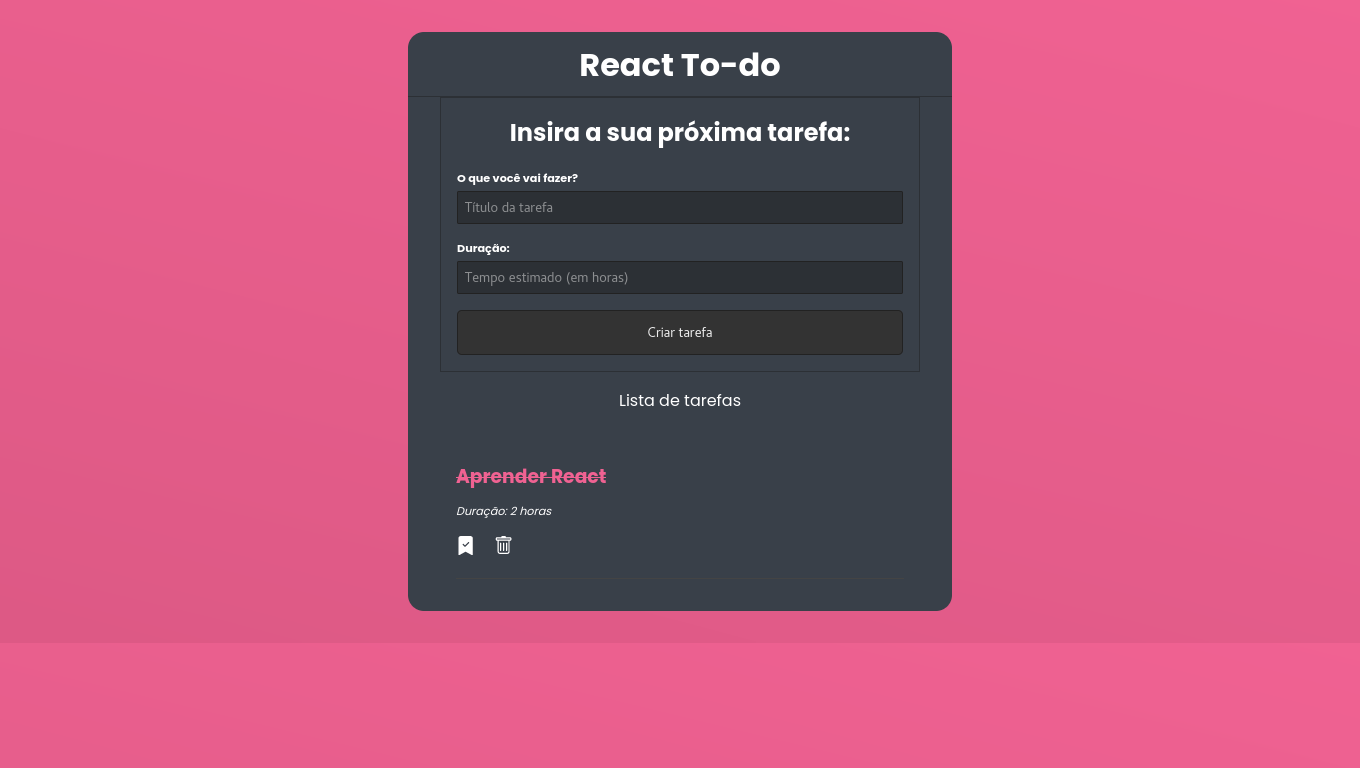 React To-do
Insira a sua próxima tarefa:
O que você vai fazer?
Título da tarefa
Duração:
Tempo estimado (em horas)
Criar tarefa
Lista de tarefas
Aprender React
Duração: 2 horas